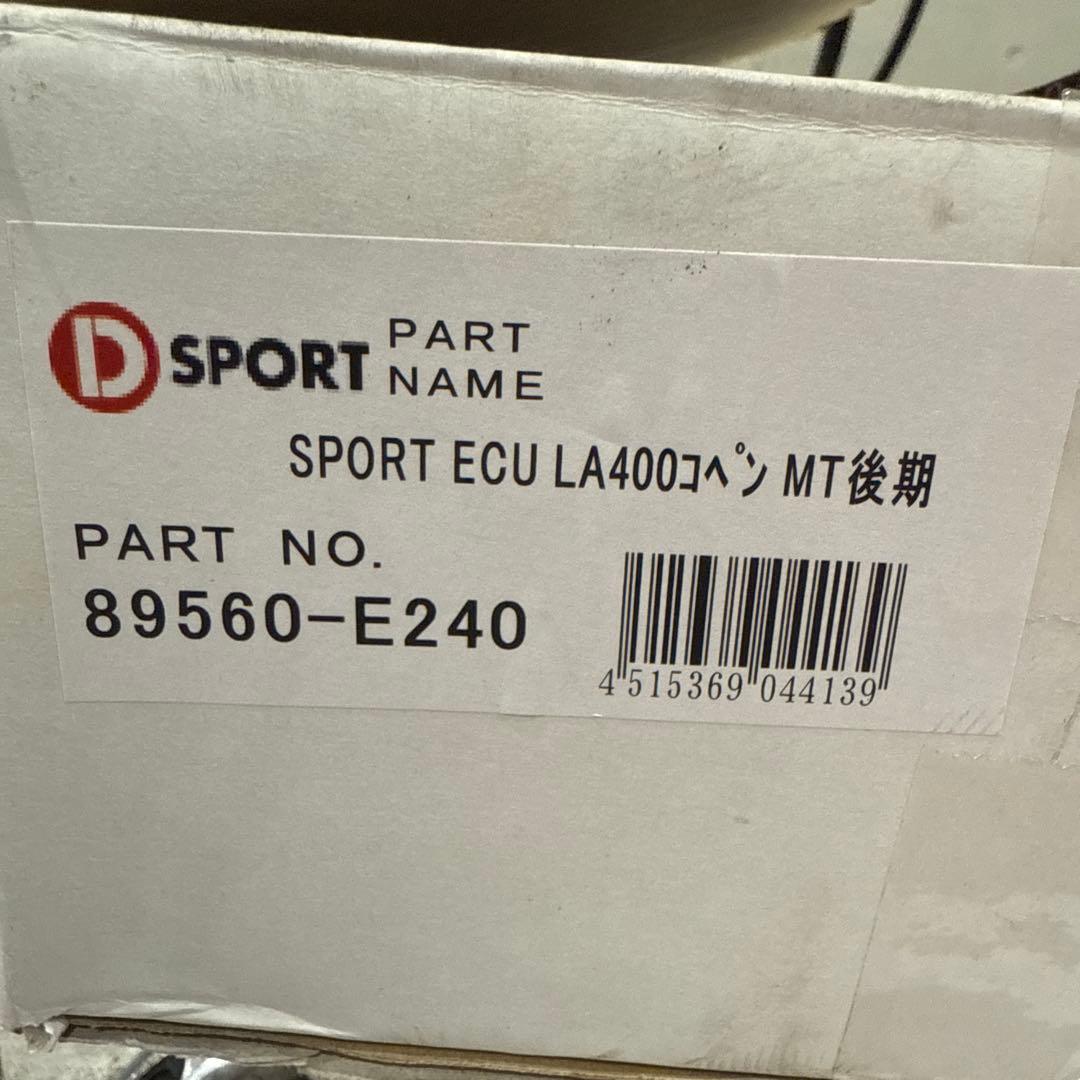 D SPORT PART
NAME
SPORT ECU LA400ｺﾍﾟﾝ MT後期
PART NO.
89560-E240
4 515369 044139